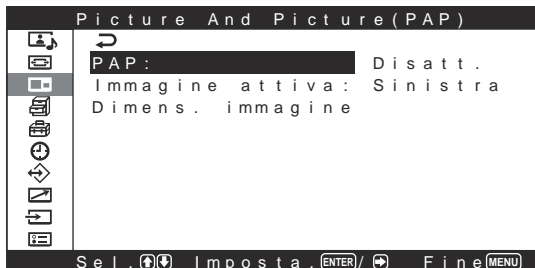 Picture And Picture(PAP)
PAP: Disatt.
Immagine attiva: Sinistra
Dimens. immagine
Sel. Imposta. ENTER / Fine MENU